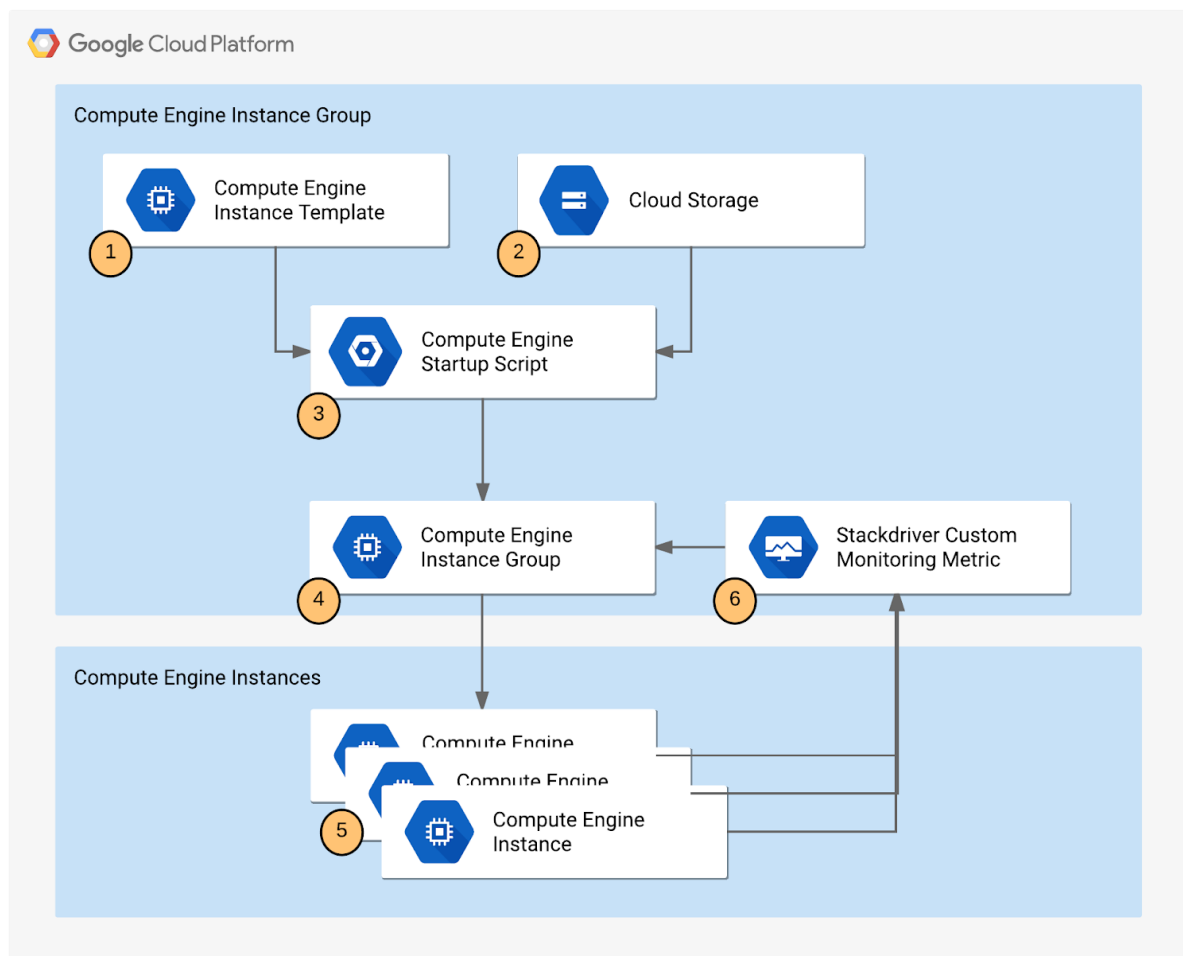 Google Cloud Platform
Compute Engine Instance Group
Compute Engine
Instance Template
1
Cloud Storage
2
Compute Engine
Startup Script
3
Compute Engine
Instance Group
4
Stackdriver Custom
Monitoring Metric
6
Compute Engine Instances
Compute Engine
Compute Engine
Compute Engine
Instance
5